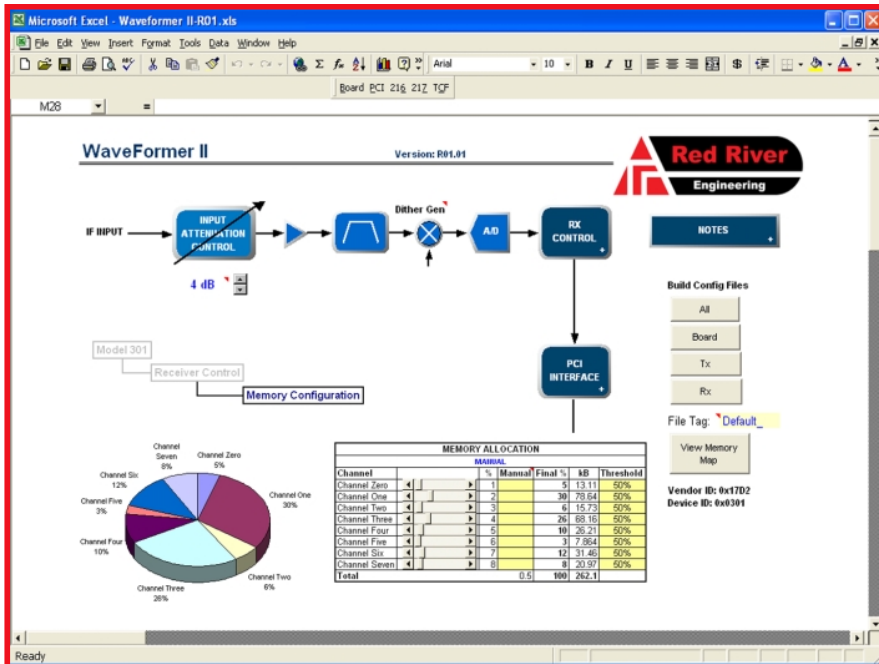 Microsoft Excel - Waveformer II-R01.xls
File Edit View Insert Format Tools Data Window Help
Arial 10 B I U $
Board PCI 216 217 TCF
M28 =
WaveFormer II
Version: R01.01
Red River
Engineering
IF INPUT
INPUT ATTENUATION CONTROL
Dither Gen
A/D
RX CONTROL +
NOTES +
4 dB
Build Config Files
All
Board
Tx
Rx
PCI INTERFACE +
Model 301
Receiver Control
Memory Configuration
File Tag: Default_
View Memory Map
Vendor ID: 0x17D2
Device ID: 0x0301
Channel Zero 5%
Channel One 30%
Channel Two 6%
Channel Three 26%
Channel Four 10%
Channel Five 3%
Channel Six 12%
Channel Seven 8%
MEMORY ALLOCATION
MANUAL
Channel % Manual Final % kB Threshold
Channel Zero 1 5 13.11 50%
Channel One 2 30 78.64 50%
Channel Two 3 6 15.73 50%
Channel Three 4 26 68.16 50%
Channel Four 5 10 26.21 50%
Channel Five 6 3 7.864 50%
Channel Six 7 12 31.46 50%
Channel Seven 8 8 20.97 50%
Total 0.5 100 262.1
Ready